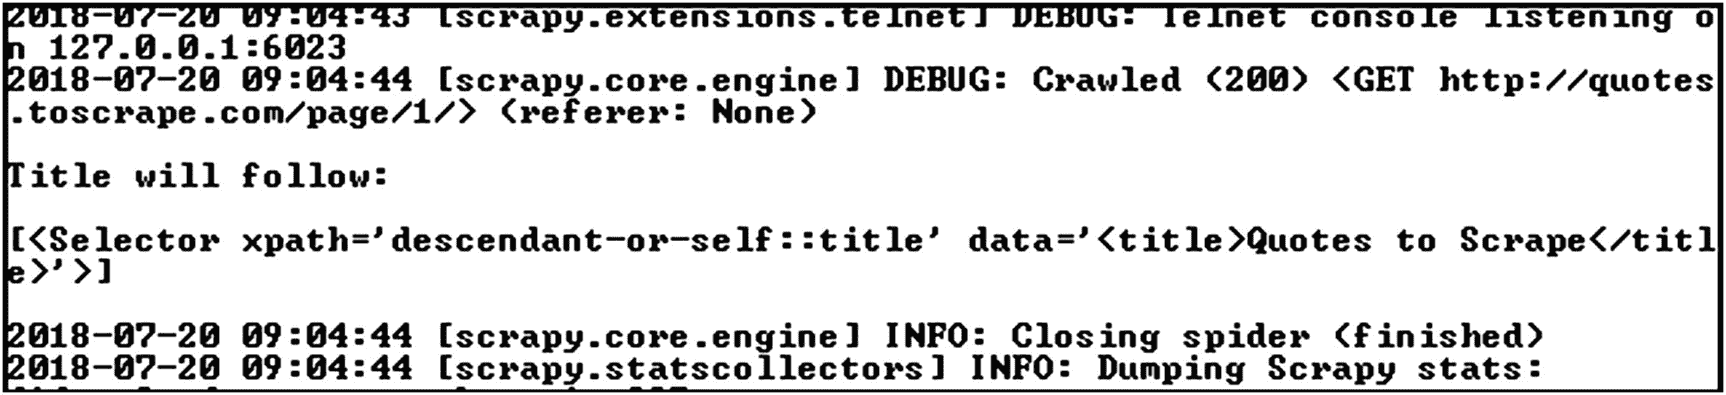 2018-07-20 09:04:43 [scrapy.extensions.telnet] DEBUG: Telnet console listening o
n 127.0.0.1:6023
2018-07-20 09:04:44 [scrapy.core.engine] DEBUG: Crawled (200) <GET http://quotes
.toscrape.com/page/1/> (referer: None)
Title will follow:
[<Selector xpath='descendant-or-self::title' data='<title>Quotes to Scrape</titl
e>'>]
2018-07-20 09:04:44 [scrapy.core.engine] INFO: Closing spider (finished)
2018-07-20 09:04:44 [scrapy.statscollectors] INFO: Dumping Scrapy stats: